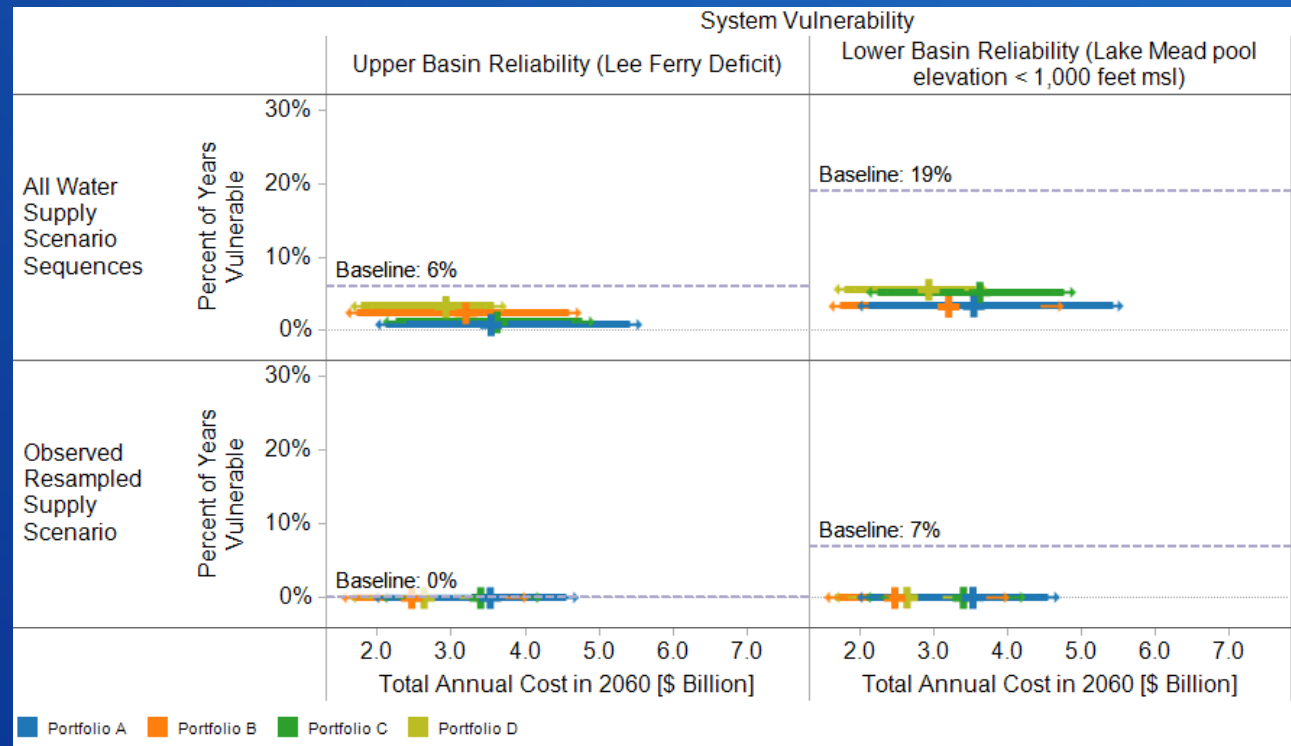 System Vulnerability
Upper Basin Reliability (Lee Ferry Deficit)
Lower Basin Reliability (Lake Mead pool
elevation < 1,000 feet msl)
All Water
Supply
Scenario
Sequences
Percent of Years
Vulnerable
30%
20%
10%
0%
Baseline: 6%
Baseline: 19%
Observed
Resampled
Supply
Scenario
Percent of Years
Vulnerable
30%
20%
10%
0%
Baseline: 0%
Baseline: 7%
2.0 3.0 4.0 5.0 6.0 7.0
2.0 3.0 4.0 5.0 6.0 7.0
Total Annual Cost in 2060 [$ Billion]
Total Annual Cost in 2060 [$ Billion]
Portfolio A Portfolio B Portfolio C Portfolio D